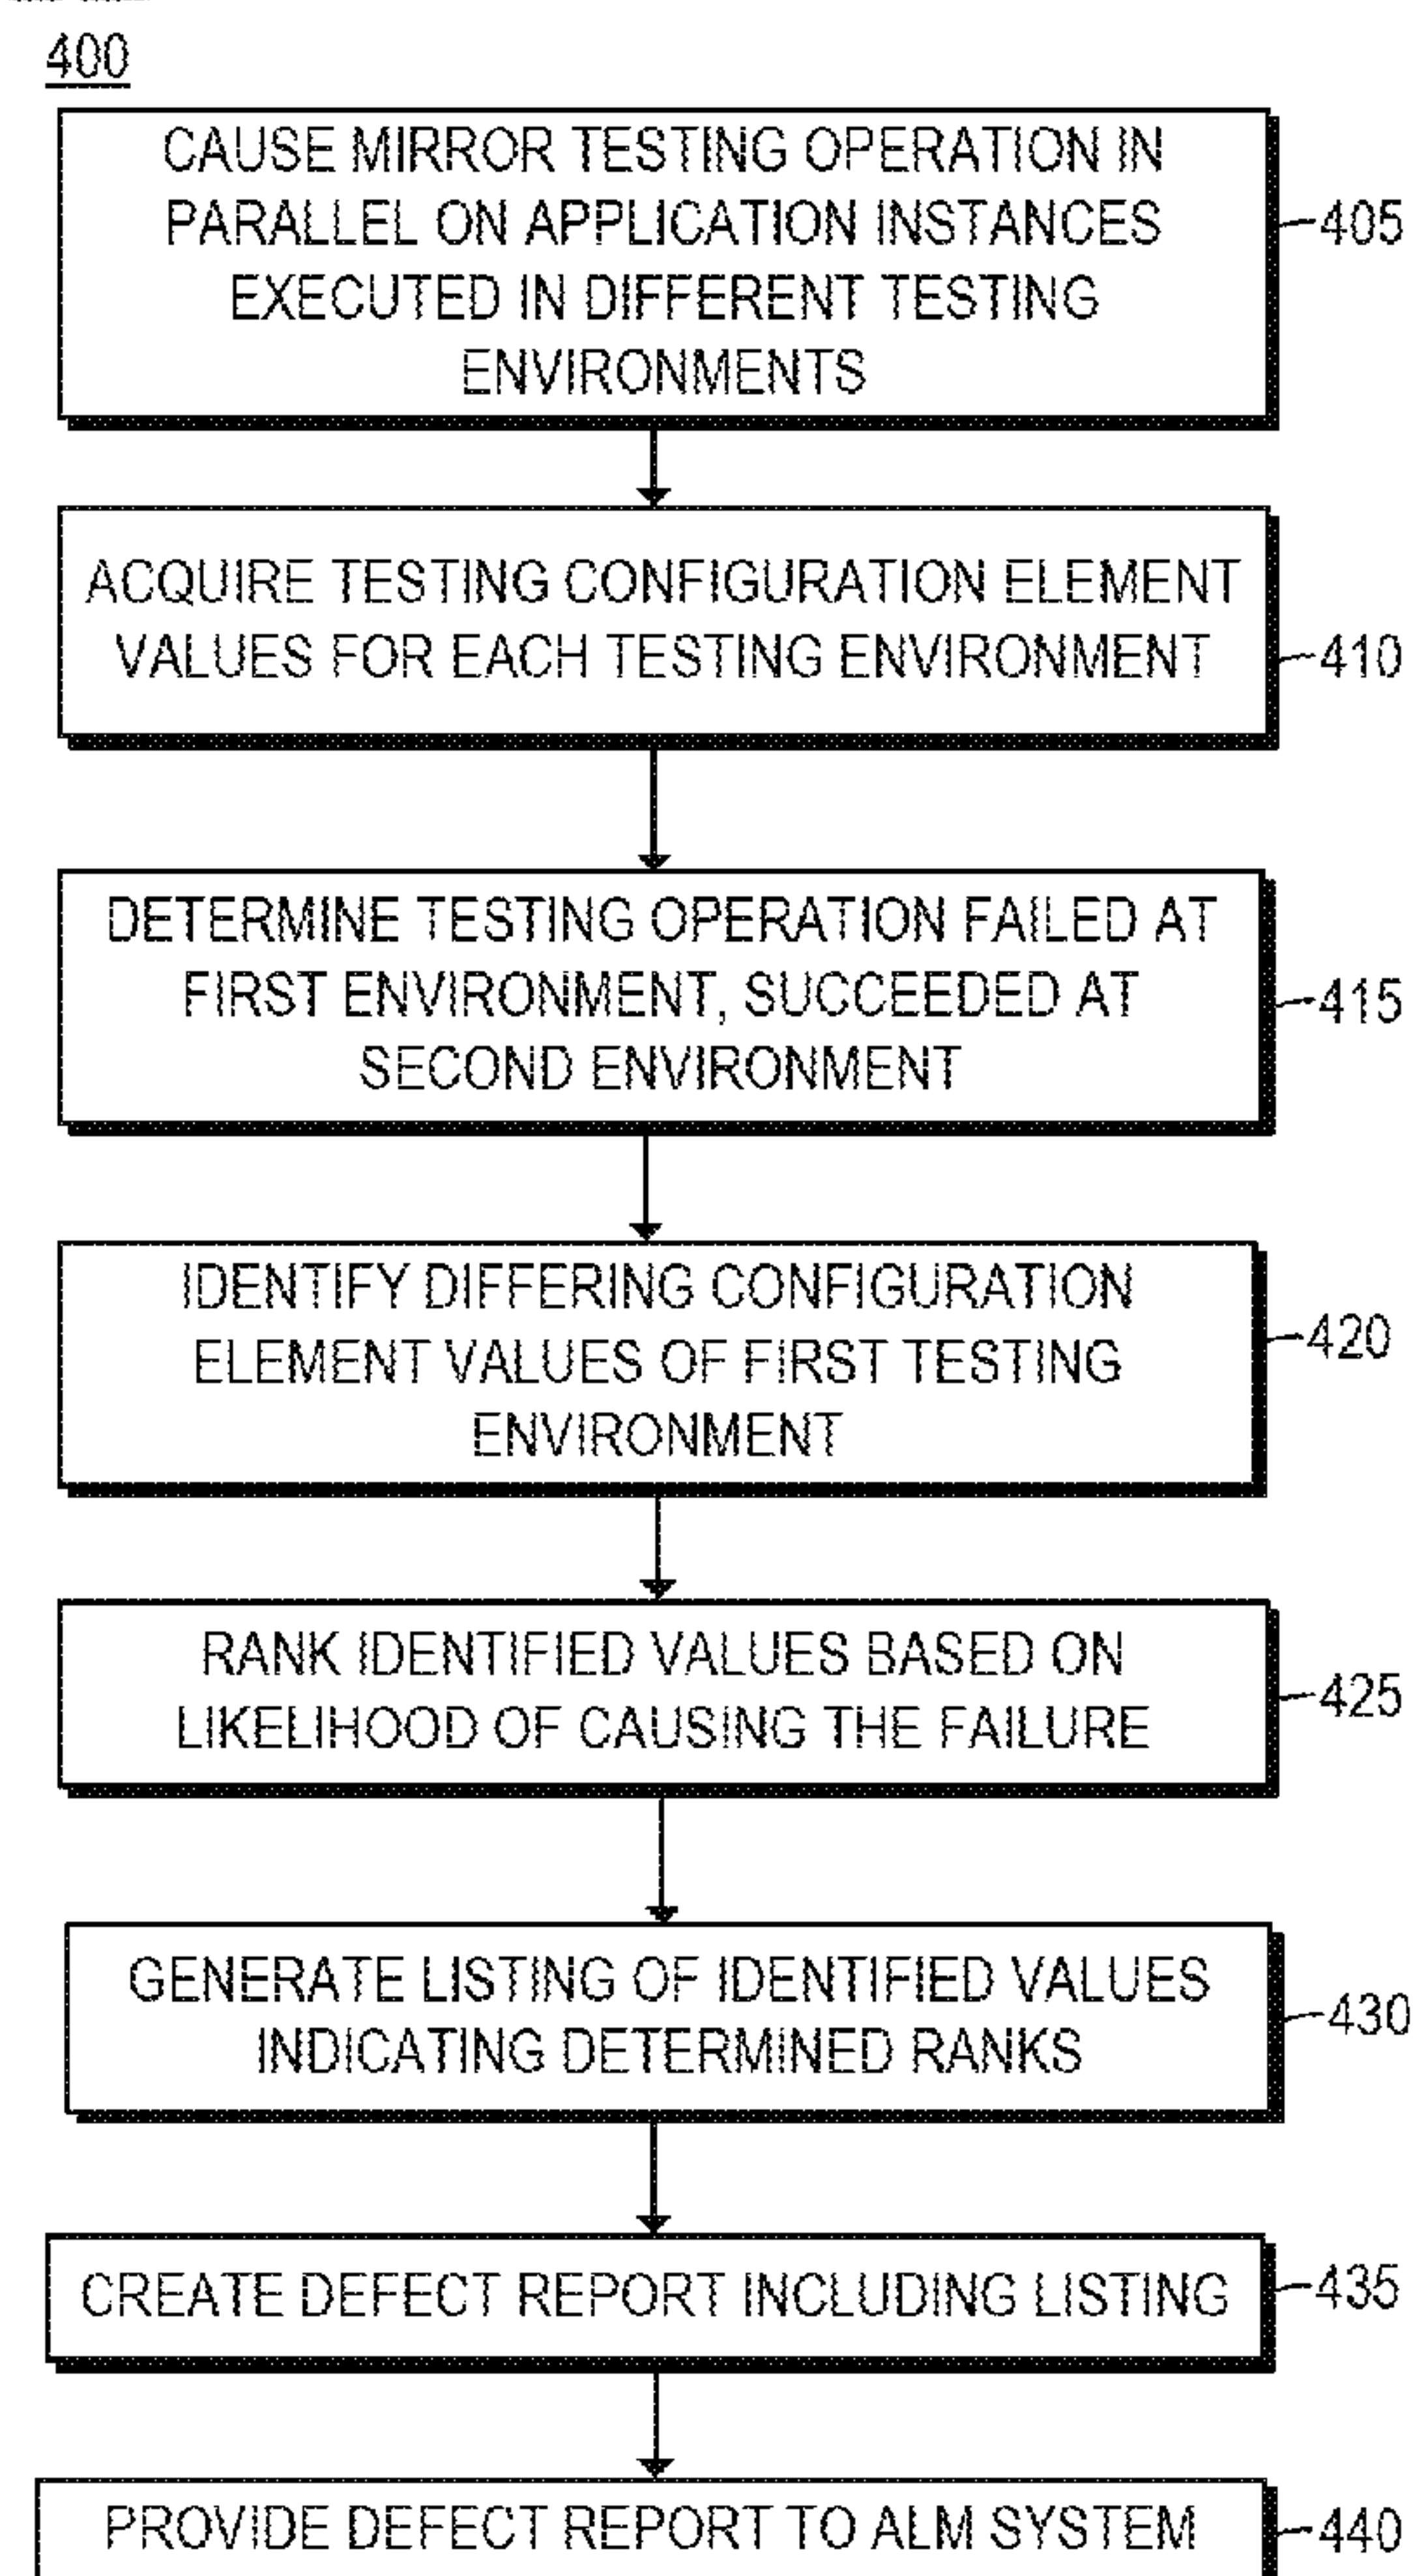 400
CAUSE MIRROR TESTING OPERATION IN
PARALLEL ON APPLICATION INSTANCES
EXECUTED IN DIFFERENT TESTING
ENVIRONMENTS
405
ACQUIRE TESTING CONFIGURATION ELEMENT
VALUES FOR EACH TESTING ENVIRONMENT
410
DETERMINE TESTING OPERATION FAILED AT
FIRST ENVIRONMENT, SUCCEEDED AT
SECOND ENVIRONMENT
415
IDENTIFY DIFFERING CONFIGURATION
ELEMENT VALUES OF FIRST TESTING
ENVIRONMENT
420
RANK IDENTIFIED VALUES BASED ON
LIKELIHOOD OF CAUSING THE FAILURE
425
GENERATE LISTING OF IDENTIFIED VALUES
INDICATING DETERMINED RANKS
430
CREATE DEFECT REPORT INCLUDING LISTING
435
PROVIDE DEFECT REPORT TO ALM SYSTEM
440